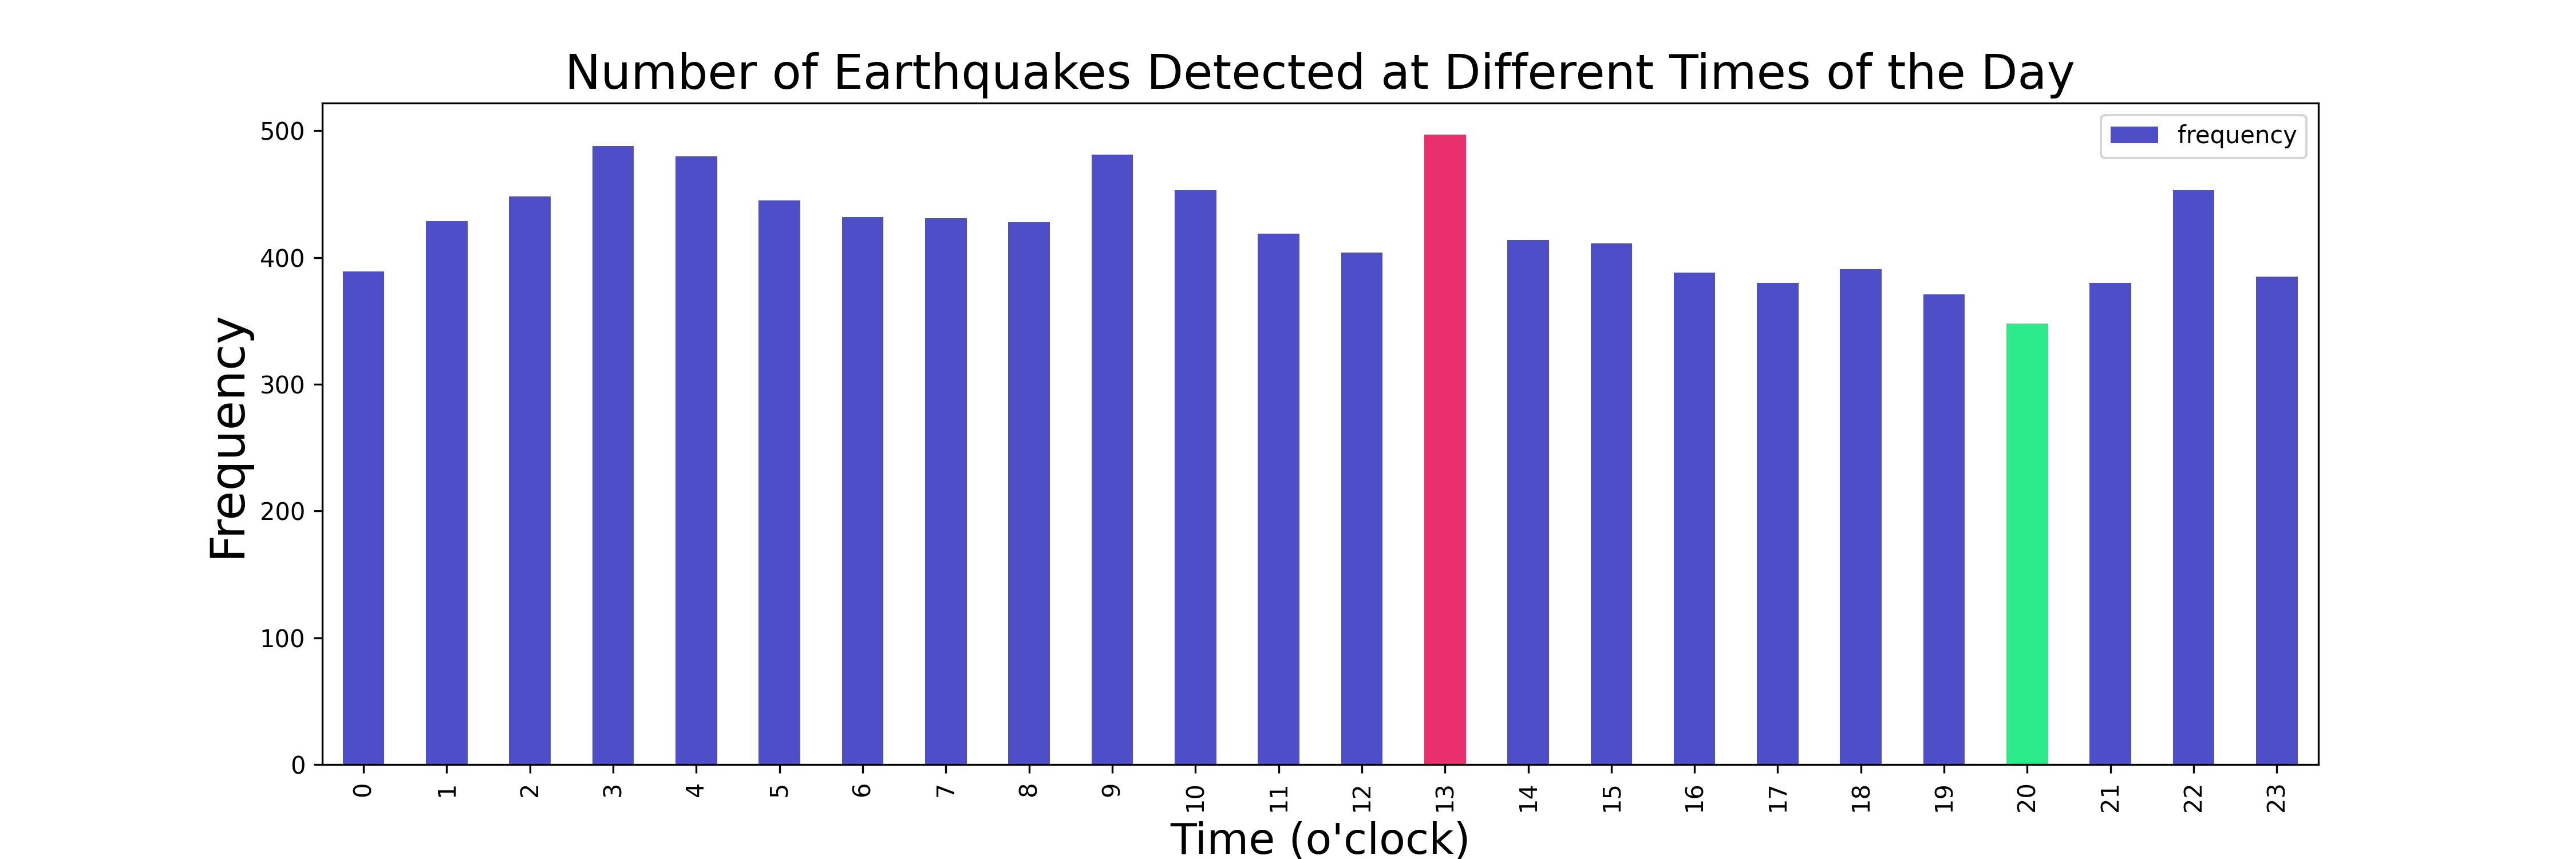 Number of Earthquakes Detected at Different Times of the Day
frequency
500
400
300
200
100
0
Frequency
0 1 2 3 4 5 6 7 8 9 10 11 12 13 14 15 16 17 18 19 20 21 22 23
Time (o'clock)